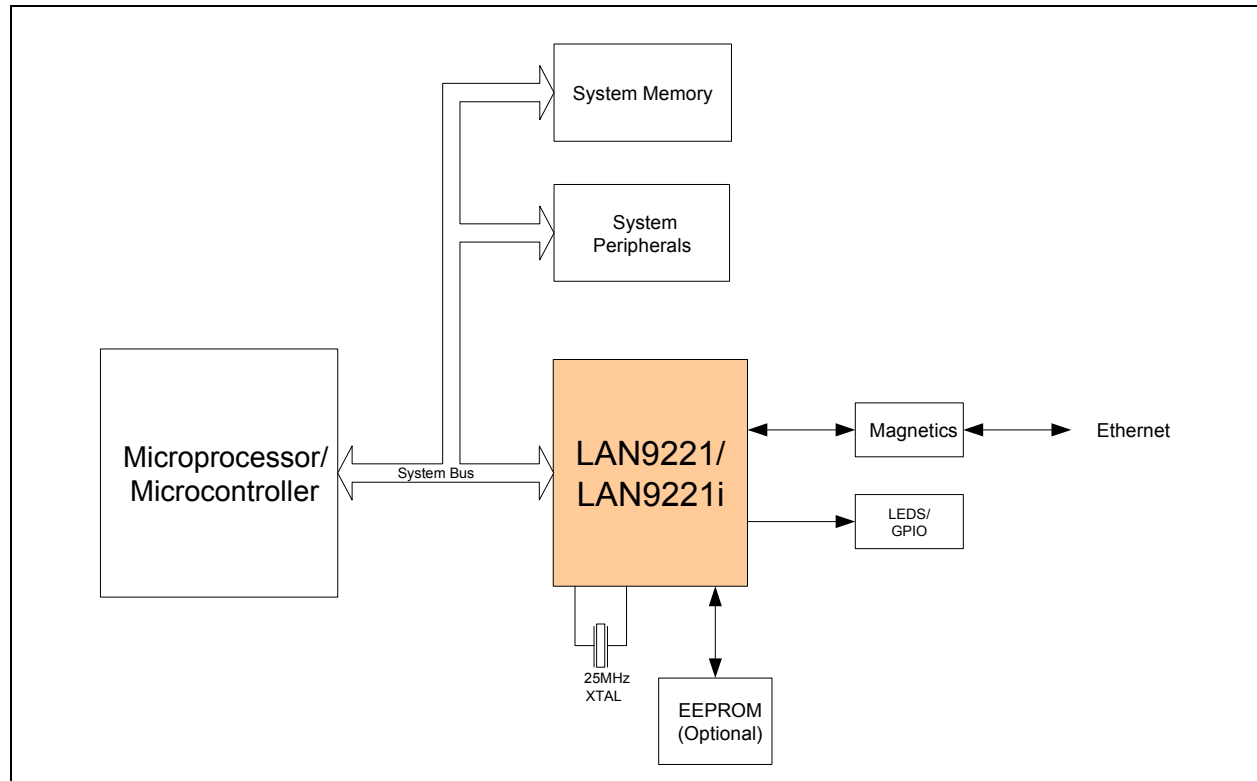 System Memory
System
Peripherals
Microprocessor/
Microcontroller
System Bus
LAN9221/
LAN9221i
Magnetics
Ethernet
LEDS/
GPIO
25MHz
XTAL
EEPROM
(Optional)